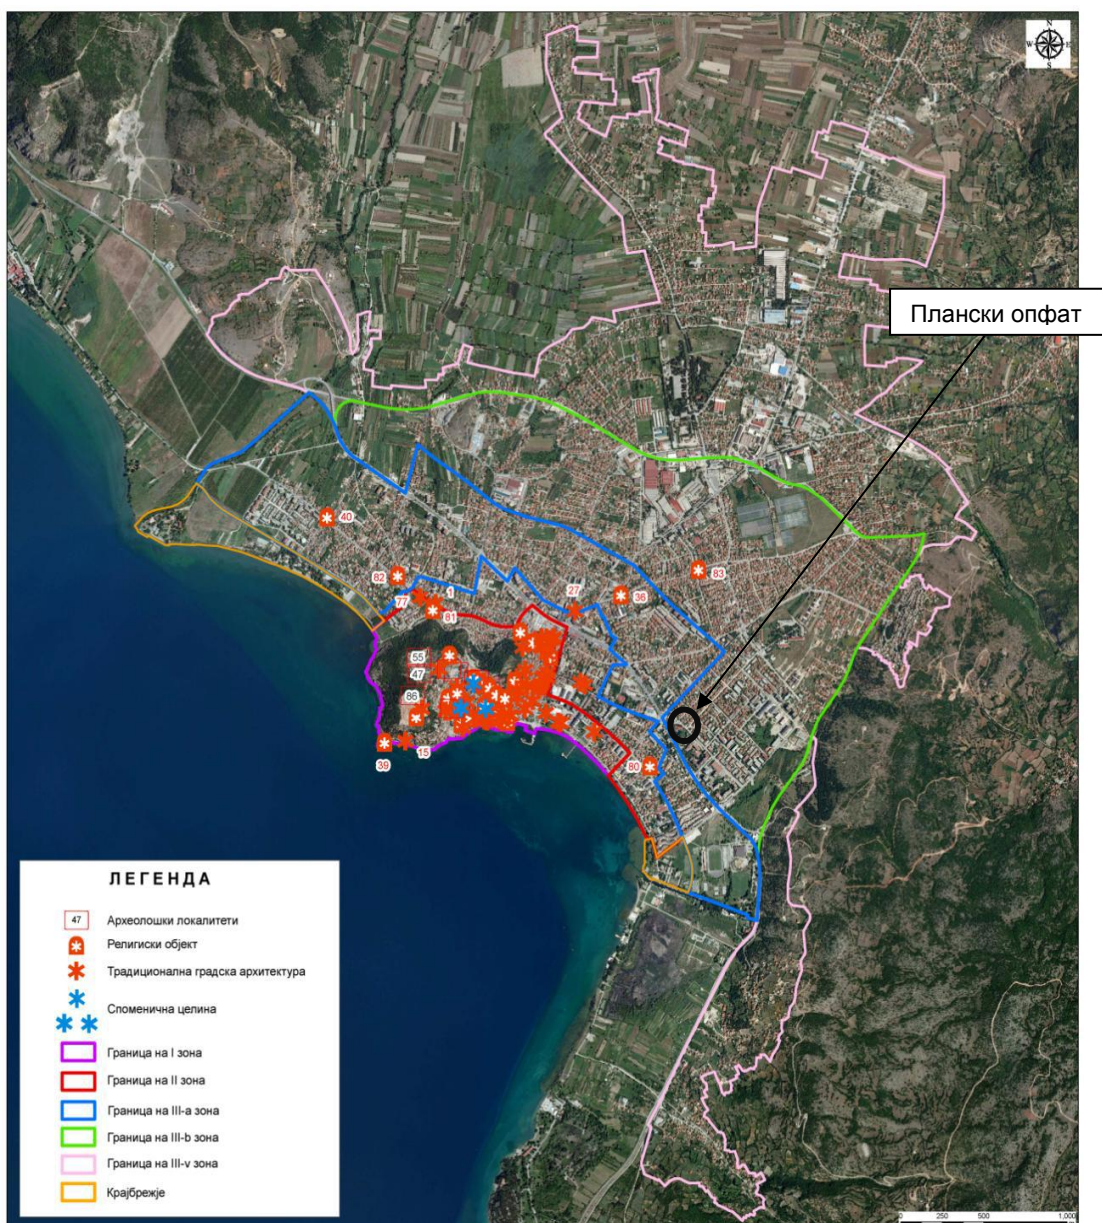 N
W E
S
Плански опфат
40
82
77
1
61
27
36
83
55
47
86
39
15
80
ЛЕГЕНДА
47 Археолошки локалитети
Религиски објект
Традиционална градска архитектура
Споменична целина
Граница на I зона
Граница на II зона
Граница на III-a зона
Граница на III-b зона
Граница на III-v зона
Крајбрежје
0 250 500 1,000